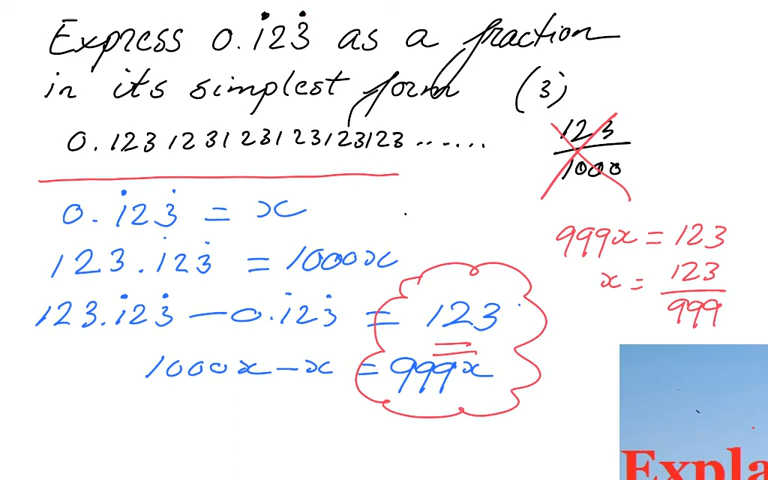 Express 0.1̇23̇ as a fraction
in its simplest form (3)
0.123123123123123123......
123
1000
0.1̇23̇ = x
123.1̇23̇ = 1000x
123.1̇23̇ - 0.1̇23̇ = 123
1000x - x = 999x
999x = 123
x = 123
999
Expla